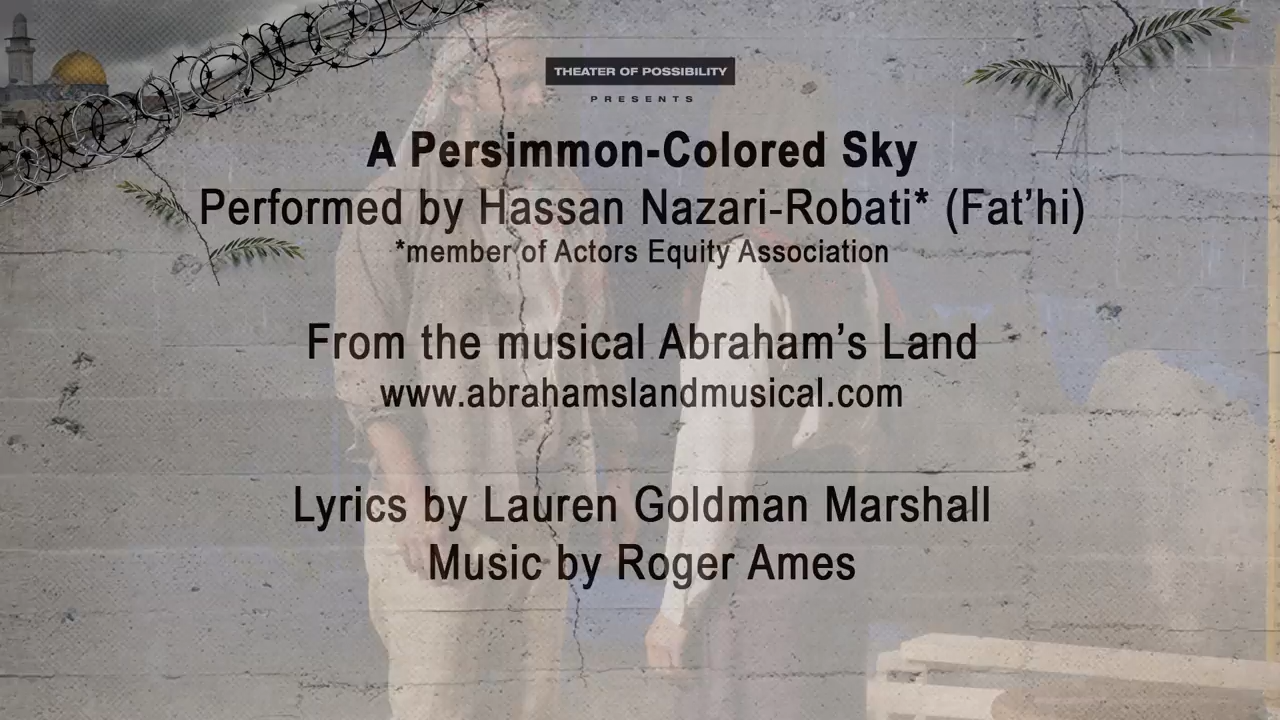 THEATER OF POSSIBILITY
PRESENTS
A Persimmon-Colored Sky
Performed by Hassan Nazari-Robati* (Fat’hi)
*member of Actors Equity Association
From the musical Abraham’s Land
www.abrahamslandmusical.com
Lyrics by Lauren Goldman Marshall
Music by Roger Ames